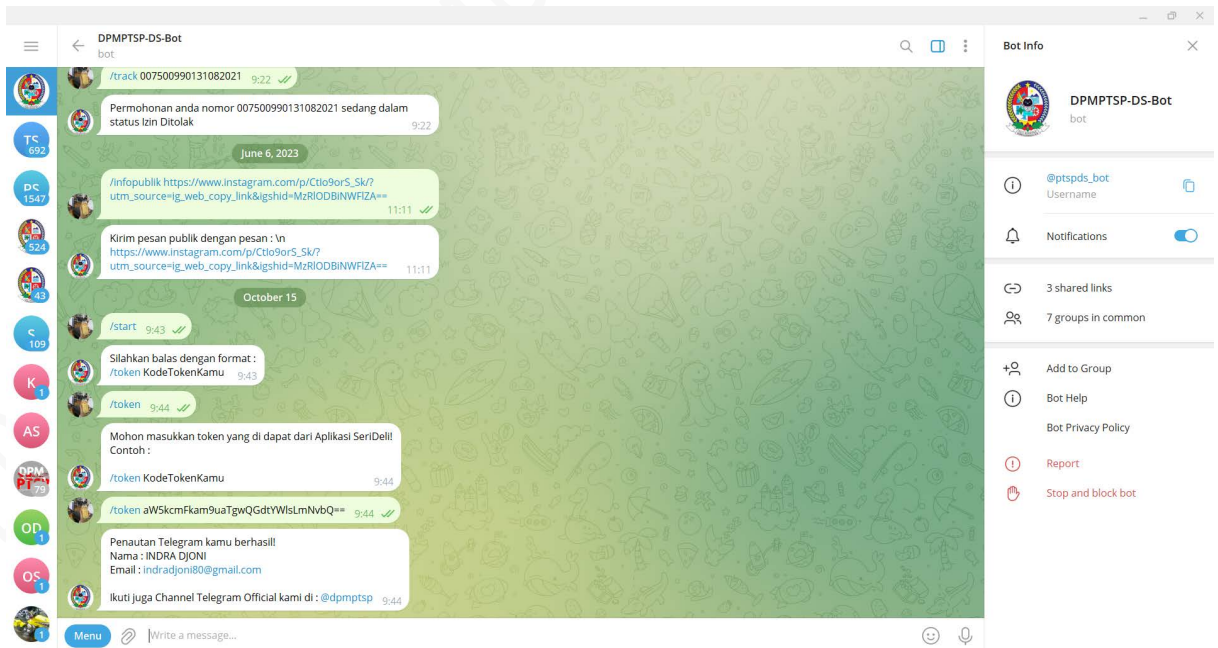 DPMPTSP-DS-Bot
bot
/track 007500990131082021 9:22
Permohonan anda nomor 007500990131082021 sedang dalam
status Izin Ditolak 9:22
June 6, 2023
/infopublik https://www.instagram.com/p/CtIo9orS_Sk/?
utm_source=ig_web_copy_link&igshid=MzRlODBiNWFlZA==
11:11
Kirim pesan publik dengan pesan : \n
https://www.instagram.com/p/CtIo9orS_Sk/?
utm_source=ig_web_copy_link&igshid=MzRlODBiNWFlZA== 11:11
October 15
/start 9:43
Silahkan balas dengan format :
/token KodeTokenKamu 9:43
/token 9:44
Mohon masukkan token yang di dapat dari Aplikasi SeriDeli!
Contoh :
/token KodeTokenKamu 9:44
/token aW5kcmFkam9uaTgwQGdtYWlsLmNvbQ== 9:44
Penautan Telegram kamu berhasil!
Nama : INDRA DJONI
Email : indradjoni80@gmail.com
Ikuti juga Channel Telegram Official kami di : @dpmptsp 9:44
Menu
Write a message...
TS
692
PS
1547
524
43
S
109
K
1
AS
DPM
79
OD
1
OS
1
1
Bot Info
DPMPTSP-DS-Bot
bot
@ptspds_bot
Username
Notifications
3 shared links
7 groups in common
Add to Group
Bot Help
Bot Privacy Policy
Report
Stop and block bot